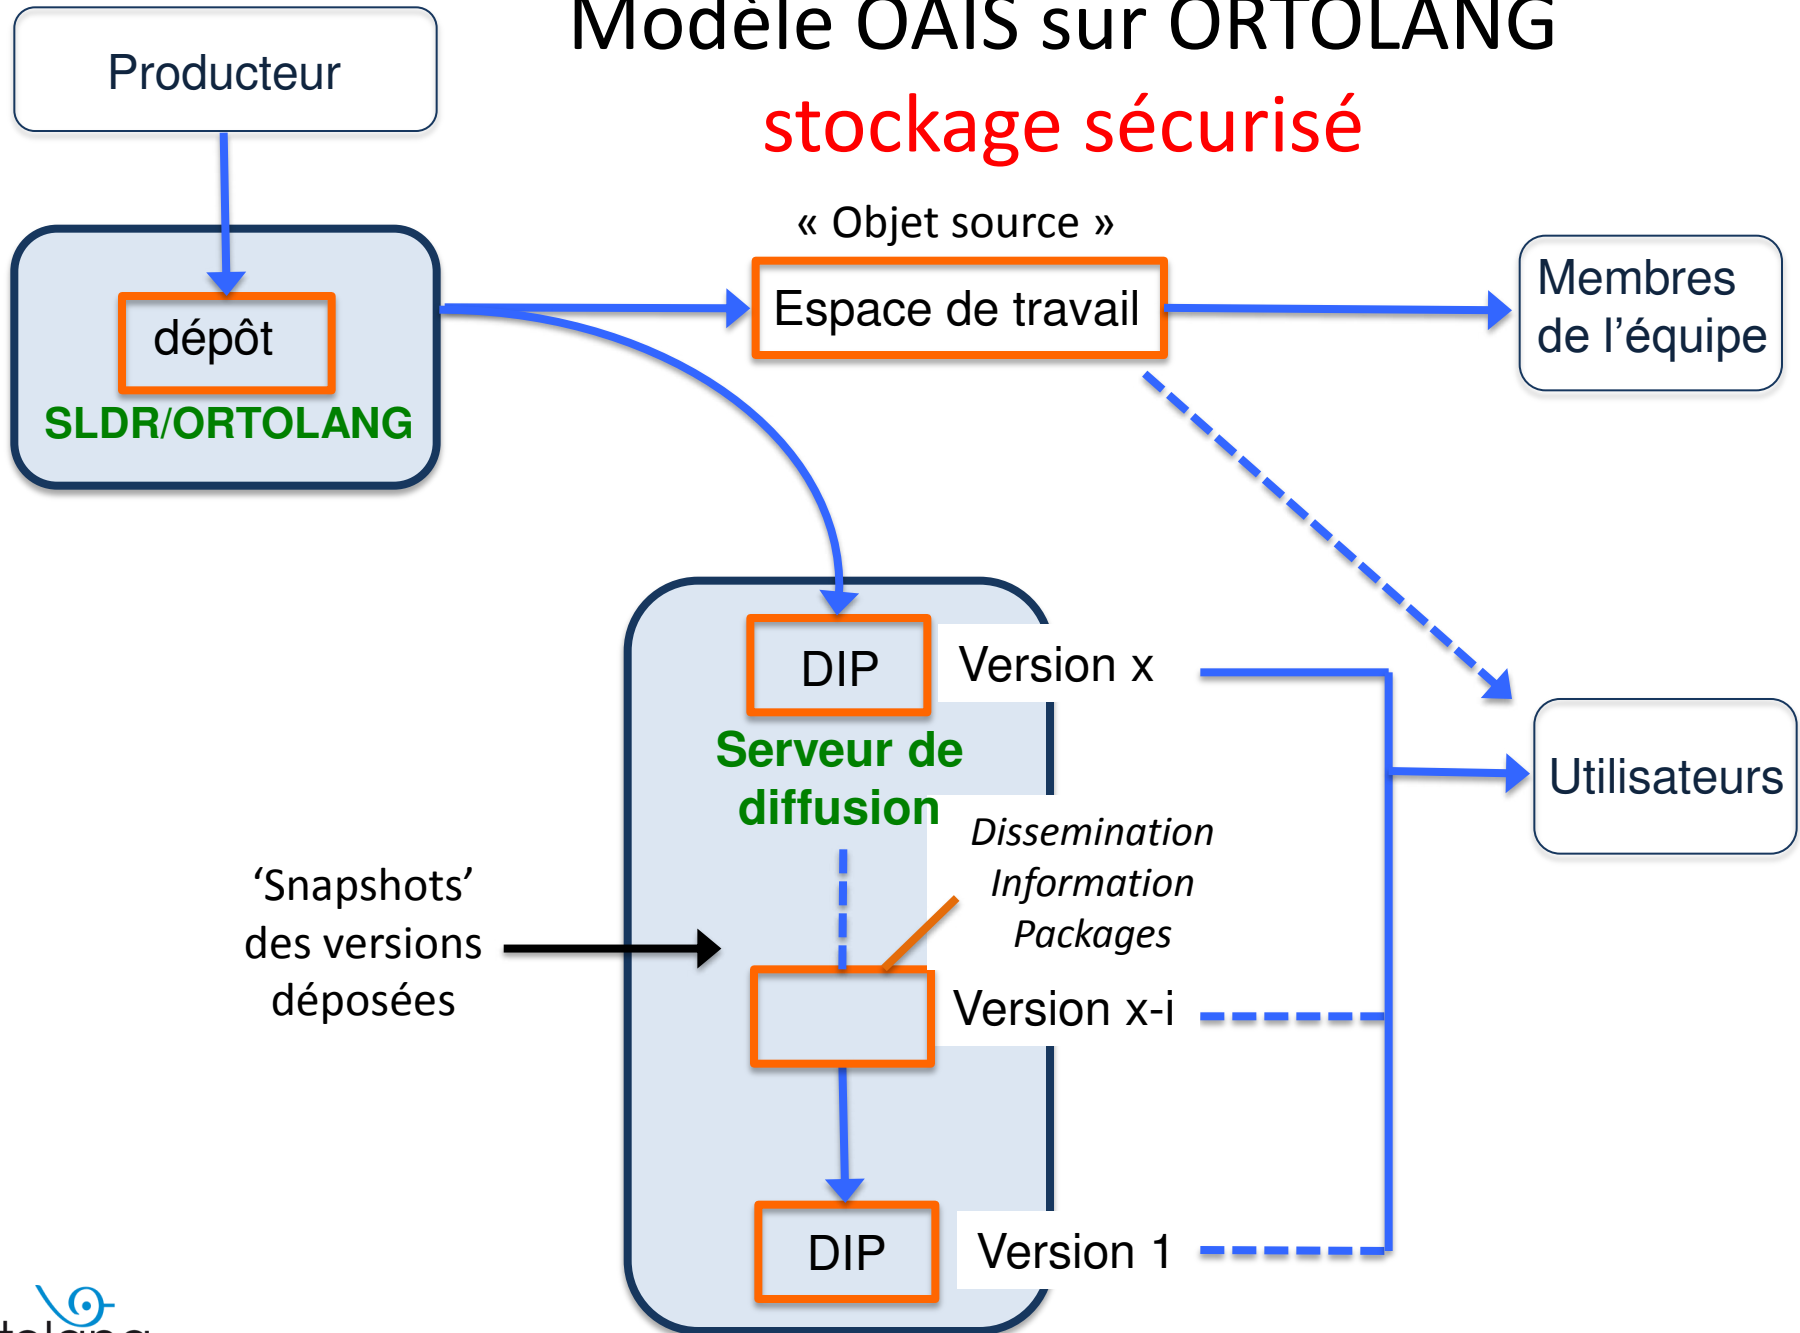 Modèle OAIS sur ORTOLANG
stockage sécurisé
Producteur
dépôt
SLDR/ORTOLANG
« Objet source »
Espace de travail
Membres
de l’équipe
DIP
Version x
Serveur de
diffusion
Dissemination
Information
Packages
Utilisateurs
‘Snapshots’
des versions
déposées
Version x-i
DIP
Version 1